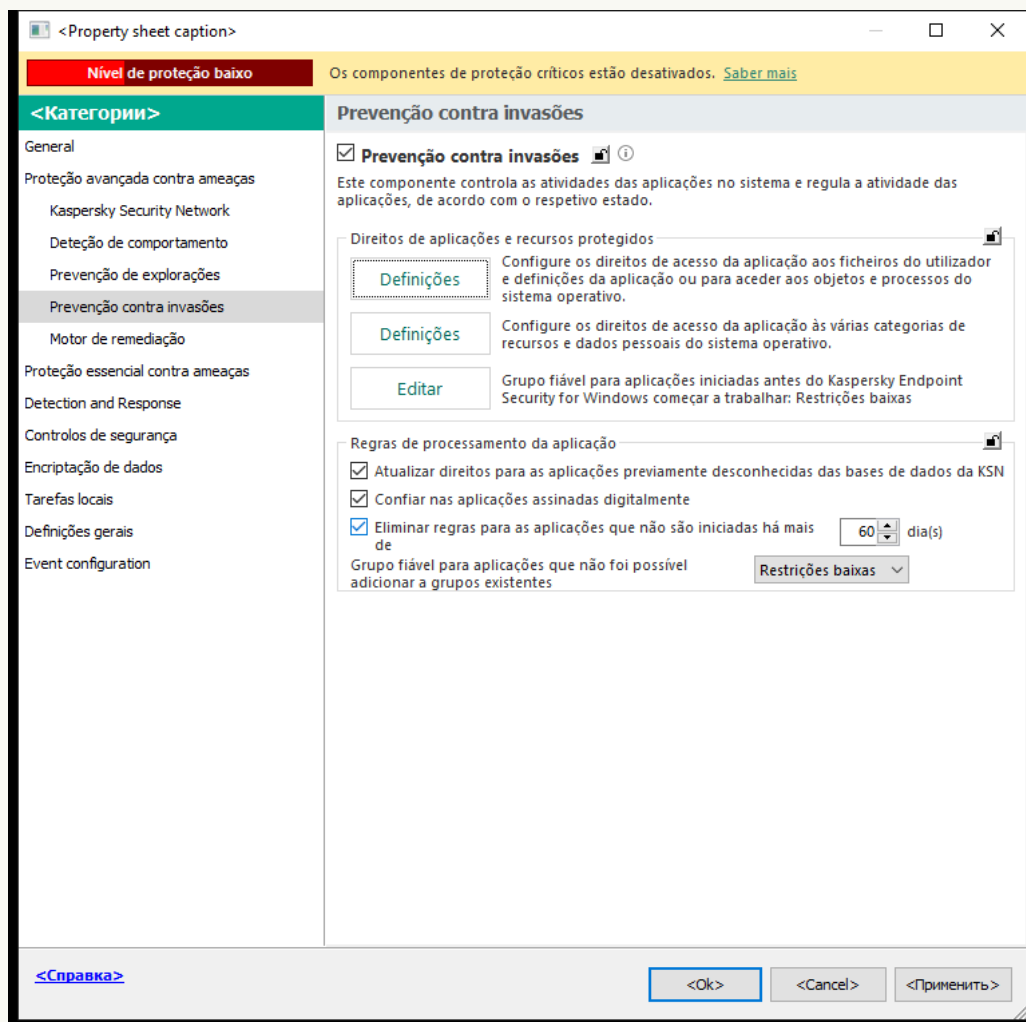 <Property sheet caption>
Nível de proteção baixo
Os componentes de proteção críticos estão desativados. Saber mais
<Категории>
General
Proteção avançada contra ameaças
Kaspersky Security Network
Deteção de comportamento
Prevenção de explorações
Prevenção contra invasões
Motor de remediação
Proteção essencial contra ameaças
Detection and Response
Controlos de segurança
Encriptação de dados
Tarefas locais
Definições gerais
Event configuration
Prevenção contra invasões
Prevenção contra invasões
Este componente controla as atividades das aplicações no sistema e regula a atividade das
aplicações, de acordo com o respetivo estado.
Direitos de aplicações e recursos protegidos
Definições
Configure os direitos de acesso da aplicação aos ficheiros do utilizador
e definições da aplicação ou para aceder aos objetos e processos do
sistema operativo.
Definições
Configure os direitos de acesso da aplicação às várias categorias de
recursos e dados pessoais do sistema operativo.
Editar
Grupo fiável para aplicações iniciadas antes do Kaspersky Endpoint
Security for Windows começar a trabalhar: Restrições baixas
Regras de processamento da aplicação
Atualizar direitos para as aplicações previamente desconhecidas das bases de dados da KSN
Confiar nas aplicações assinadas digitalmente
Eliminar regras para as aplicações que não são iniciadas há mais
de
60 dia(s)
Grupo fiável para aplicações que não foi possível
adicionar a grupos existentes
Restrições baixas
<Справка>
<Ok>
<Cancel>
<Применить>